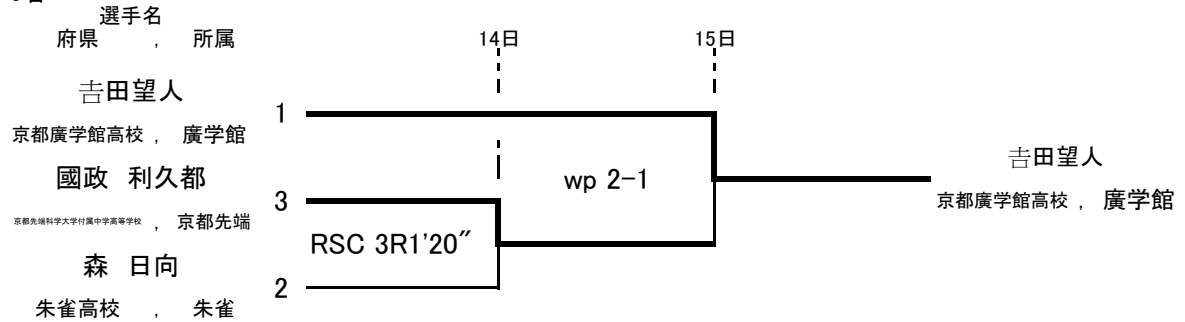 選手名
府県 , 所属
14日
15日
𠮷田望人
京都廣学館高校 , 廣学館
1
國政 利久都
京都先端科学大学付属中学高等学校 , 京都先端
3
森 日向
朱雀高校 , 朱雀
2
RSC 3R1'20″
wp 2-1
𠮷田望人
京都廣学館高校 , 廣学館